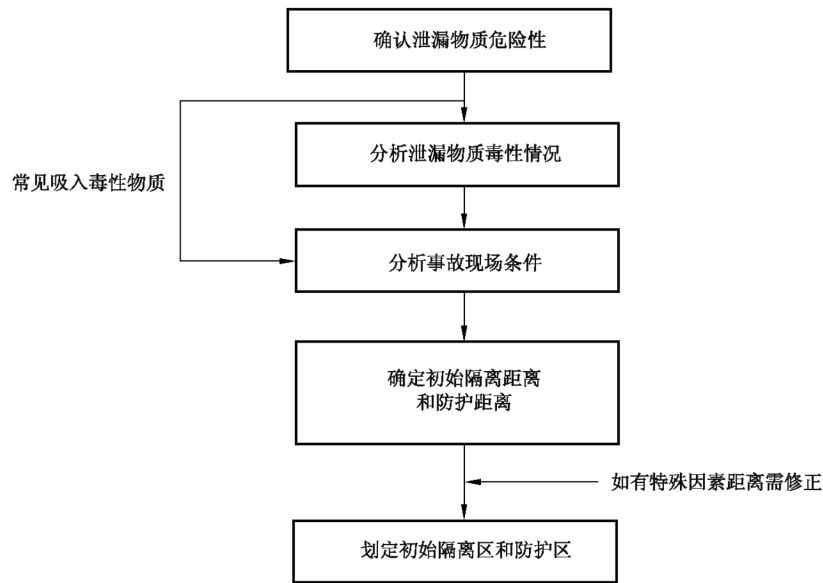 确认泄漏物质危险性
分析泄漏物质毒性情况
常见吸入毒性物质
分析事故现场条件
确定初始隔离距离
和防护距离
如有特殊因素距离需修正
划定初始隔离区和防护区